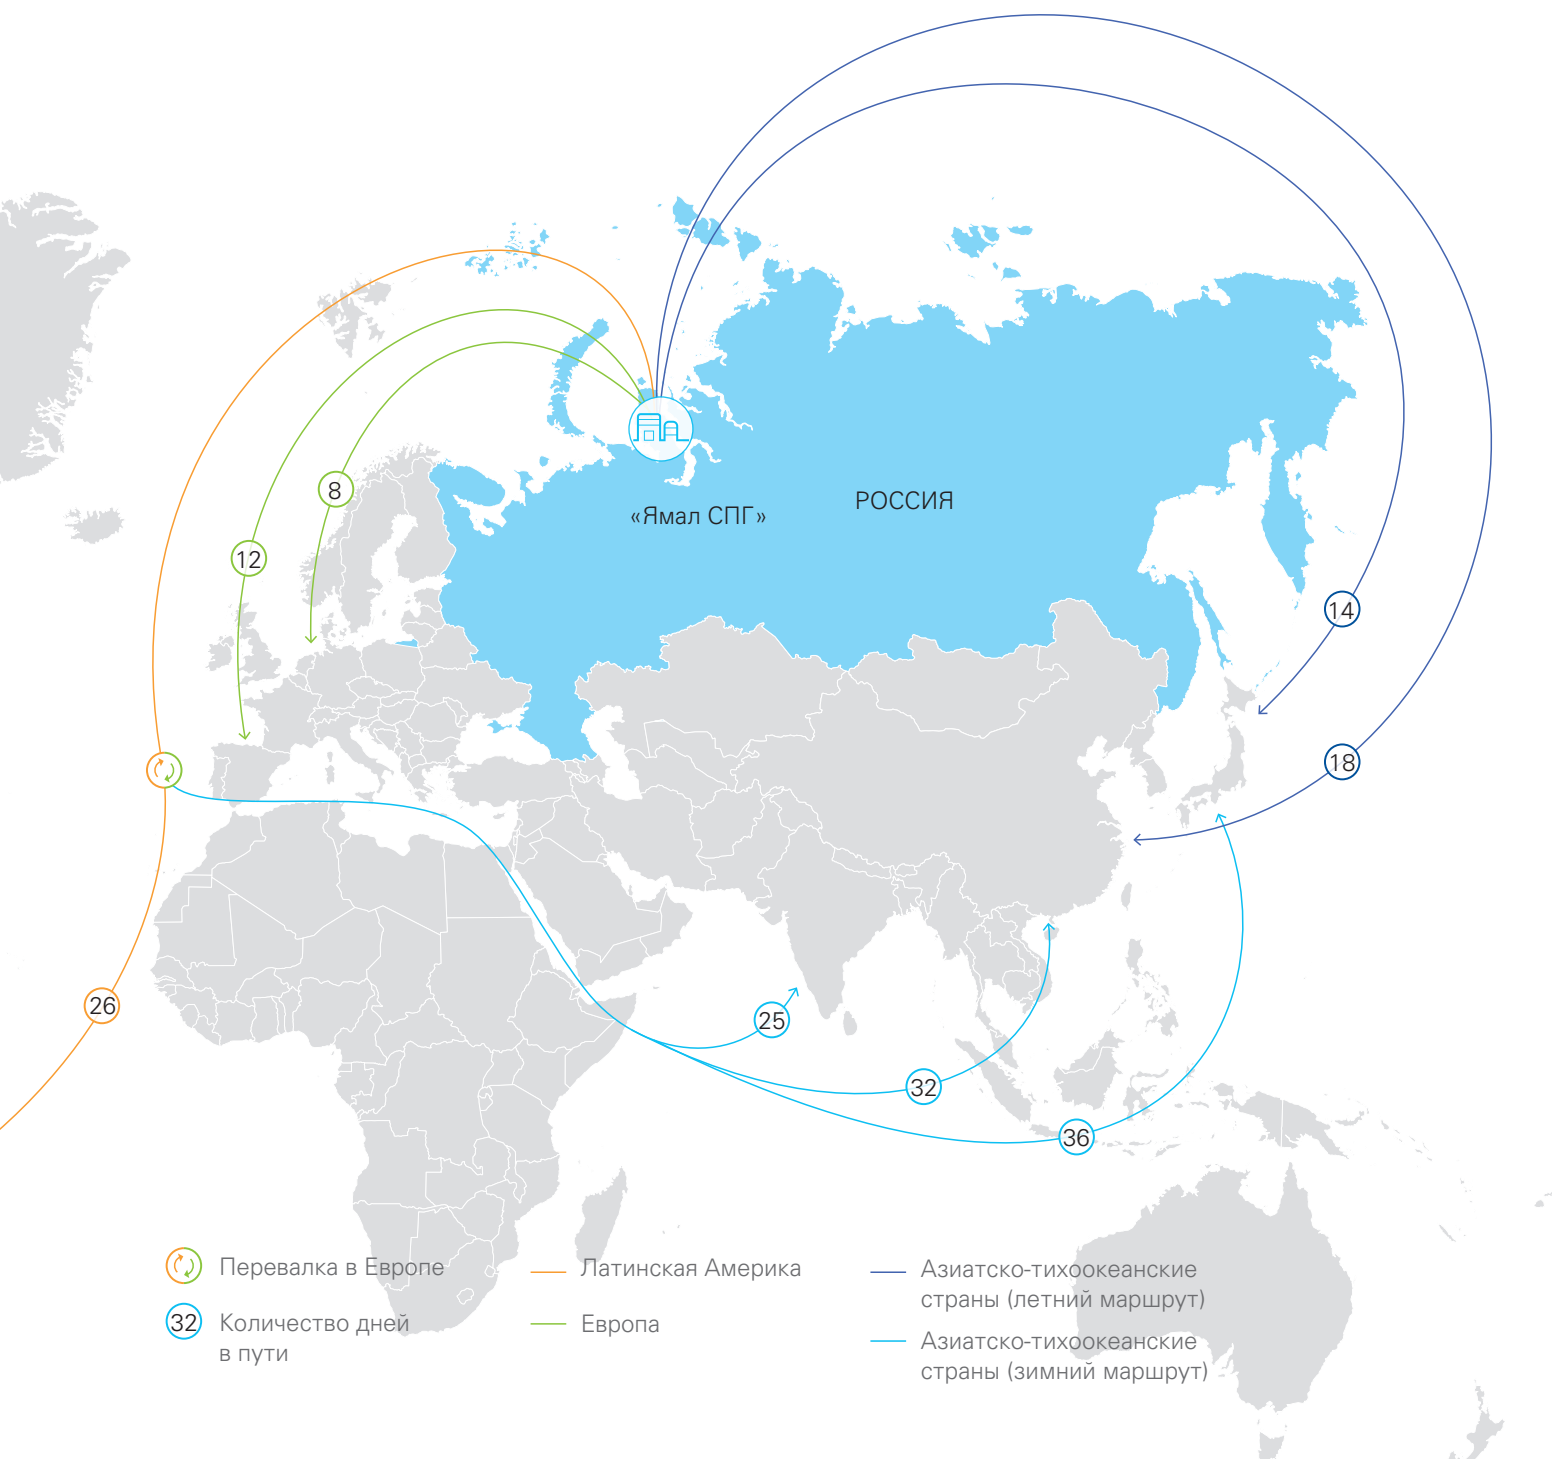 8
РОССИЯ
«Ямал СПГ»
12
14
18
26
25
32
36
Перевалка в Европе
32
Количество дней
в пути
Латинская Америка
Европа
Азиатско-тихоокеанские
страны (летний маршрут)
Азиатско-тихоокеанские
страны (зимний маршрут)